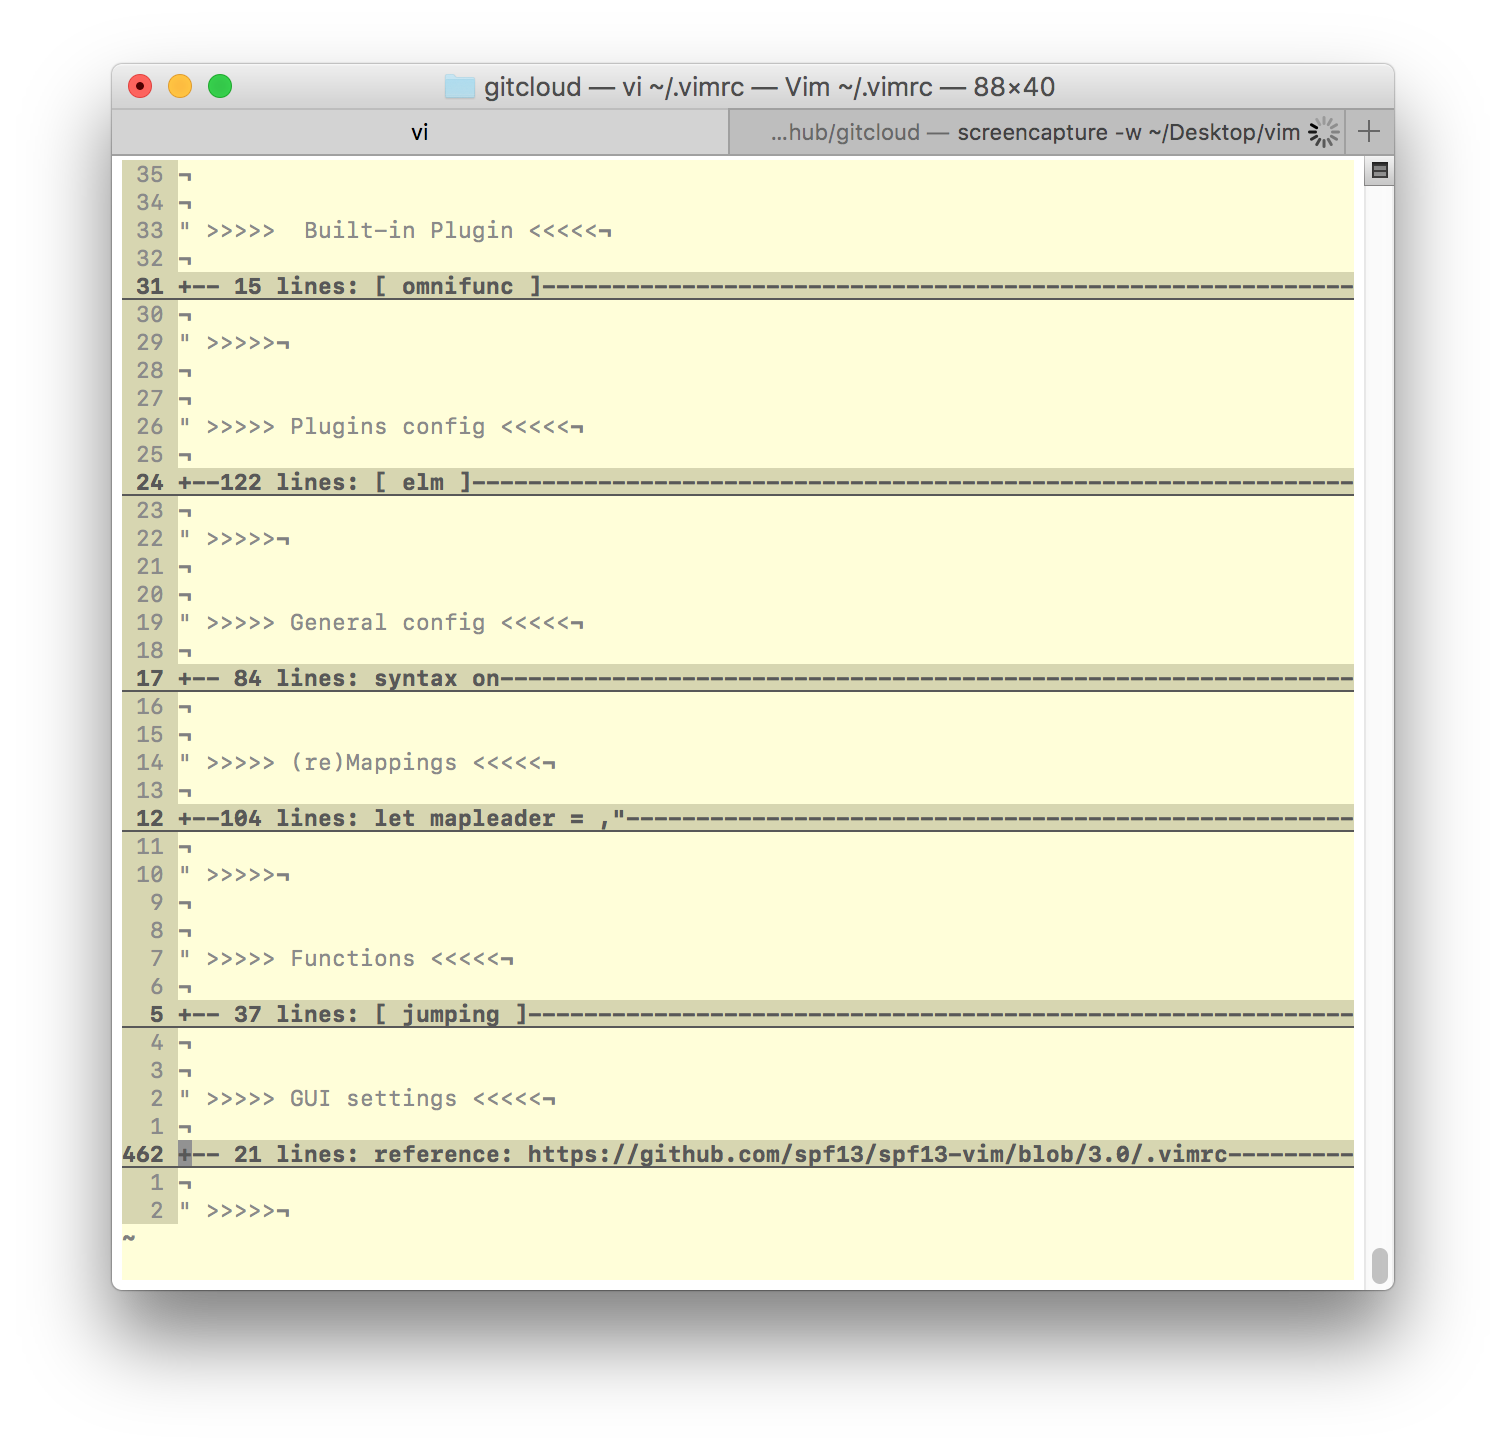 gitcloud — vi ~/.vimrc — Vim ~/.vimrc — 88×40
vi
...hub/gitcloud — screencapture -w ~/Desktop/vim
35 ¬
34 ¬
33 " >>>>>  Built-in Plugin <<<<<¬
32 ¬
31 +-- 15 lines: [ omnifunc ]----------------------------------------------------------
30 ¬
29 " >>>>>¬
28 ¬
27 ¬
26 " >>>>> Plugins config <<<<<¬
25 ¬
24 +--122 lines: [ elm ]---------------------------------------------------------------
23 ¬
22 " >>>>>¬
21 ¬
20 ¬
19 " >>>>> General config <<<<<¬
18 ¬
17 +-- 84 lines: syntax on-------------------------------------------------------------
16 ¬
15 ¬
14 " >>>>> (re)Mappings <<<<<¬
13 ¬
12 +--104 lines: let mapleader = ,"----------------------------------------------------
11 ¬
10 " >>>>>¬
9 ¬
8 ¬
7 " >>>>> Functions <<<<<¬
6 ¬
5 +-- 37 lines: [ jumping ]-----------------------------------------------------------
4 ¬
3 ¬
2 " >>>>> GUI settings <<<<<¬
1 ¬
462 +-- 21 lines: reference: https://github.com/spf13/spf13-vim/blob/3.0/.vimrc---------
1 ¬
2 " >>>>>¬
~